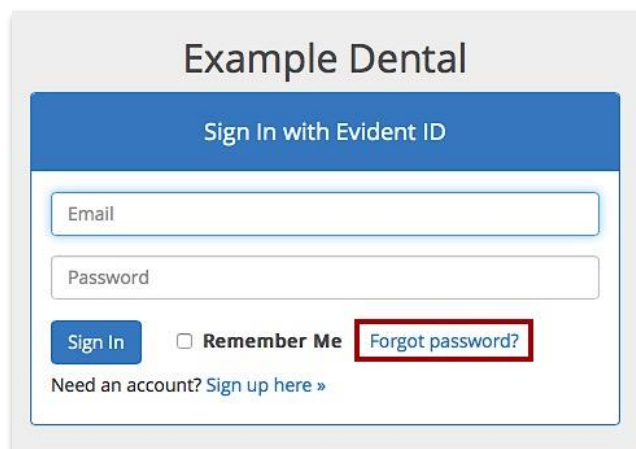 Example Dental
Sign In with Evident ID
Email
Password
Sign In Remember Me Forgot password?
Need an account? Sign up here »